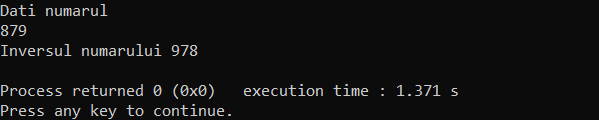 Dati numarul
879
Inversul numarului 978
Process returned 0 (0x0)   execution time : 1.371 s
Press any key to continue.